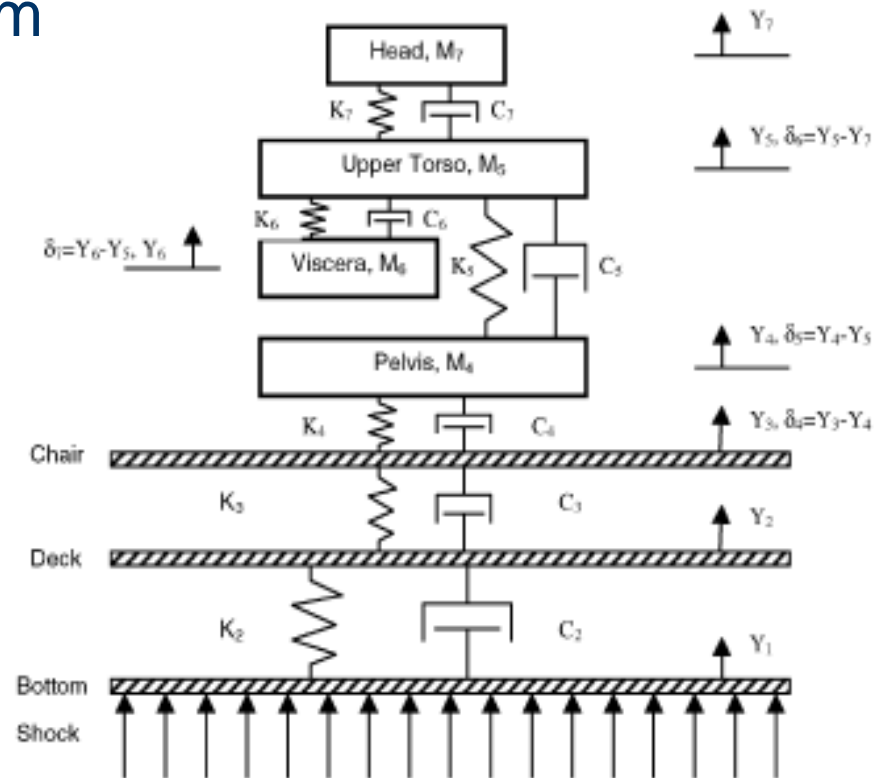 m
Y₇
Head, M₇
K₇ C₇
Y₅, δ₆=Y₅-Y₇
Upper Torso, M₅
K₆ C₆
δ₇=Y₆-Y₅, Y₆
Viscera, M₆ K₅ C₅
Y₄, δ₅=Y₄-Y₅
Pelvis, M₄
K₄ C₄ Y₃, δ₄=Y₃-Y₄
Chair
K₃ C₃ Y₂
Deck
K₂ C₂ Y₁
Bottom
Shock